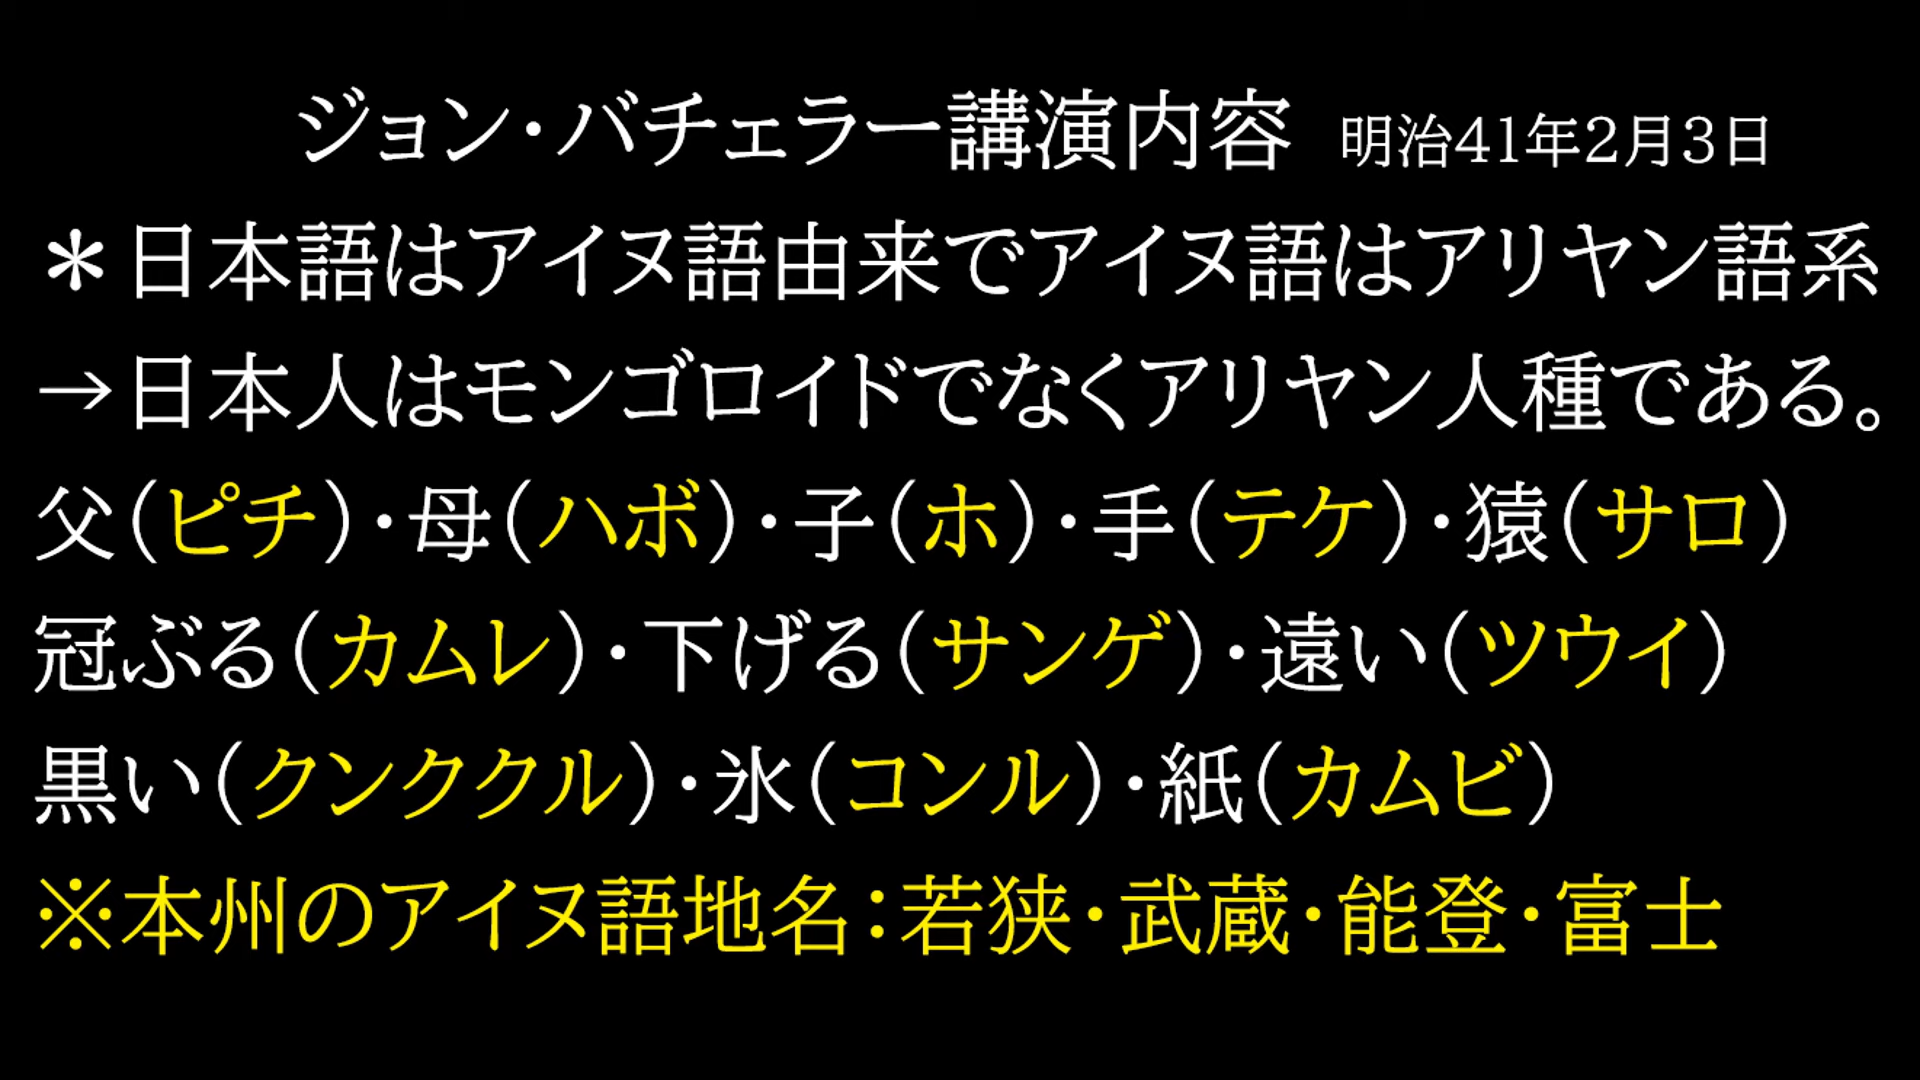 ジョン・バチェラー講演内容 明治41年2月3日
＊日本語はアイヌ語由来でアイヌ語はアリヤン語系
→日本人はモンゴロイドでなくアリヤン人種である。
父（ピチ）・母（ハボ）・子（ホ）・手（テケ）・猿（サロ）
冠ぶる（カムレ）・下げる（サンゲ）・遠い（ツウイ）
黒い（クンククル）・氷（コンル）・紙（カムビ）
※本州のアイヌ語地名：若狭・武蔵・能登・富士